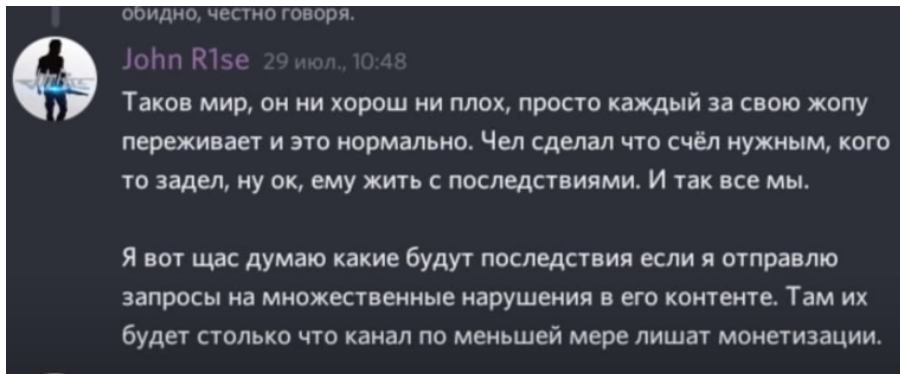 обидно, честно говоря.
John R1se 29 июл., 10:48
Таков мир, он ни хорош ни плох, просто каждый за свою жопу
переживает и это нормально. Чел сделал что счёл нужным, кого
то задел, ну ок, ему жить с последствиями. И так все мы.
Я вот щас думаю какие будут последствия если я отправлю
запросы на множественные нарушения в его контенте. Там их
будет столько что канал по меньшей мере лишат монетизации.